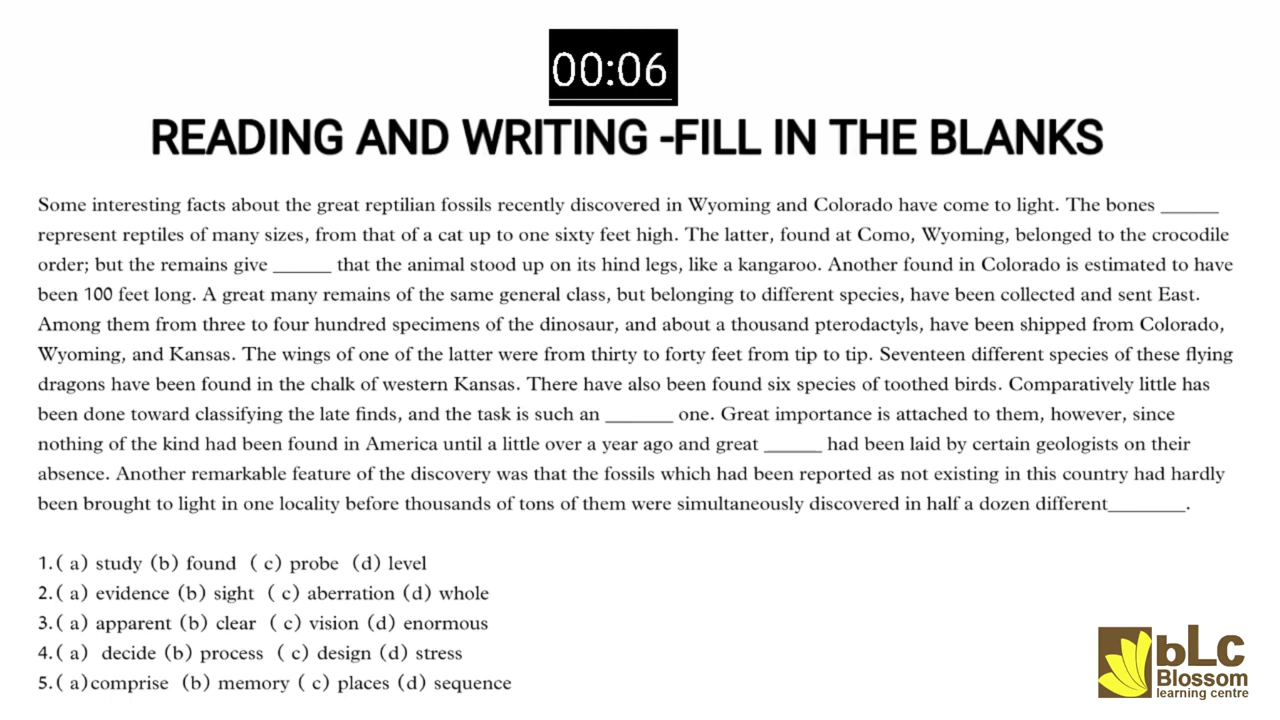 00:06
READING AND WRITING -FILL IN THE BLANKS
Some interesting facts about the great reptilian fossils recently discovered in Wyoming and Colorado have come to light. The bones ______
represent reptiles of many sizes, from that of a cat up to one sixty feet high. The latter, found at Como, Wyoming, belonged to the crocodile
order; but the remains give ______ that the animal stood up on its hind legs, like a kangaroo. Another found in Colorado is estimated to have
been 100 feet long. A great many remains of the same general class, but belonging to different species, have been collected and sent East.
Among them from three to four hundred specimens of the dinosaur, and about a thousand pterodactyls, have been shipped from Colorado,
Wyoming, and Kansas. The wings of one of the latter were from thirty to forty feet from tip to tip. Seventeen different species of these flying
dragons have been found in the chalk of western Kansas. There have also been found six species of toothed birds. Comparatively little has
been done toward classifying the late finds, and the task is such an _______ one. Great importance is attached to them, however, since
nothing of the kind had been found in America until a little over a year ago and great ______ had been laid by certain geologists on their
absence. Another remarkable feature of the discovery was that the fossils which had been reported as not existing in this country had hardly
been brought to light in one locality before thousands of tons of them were simultaneously discovered in half a dozen different________.
1.( a) study (b) found ( c) probe (d) level
2.( a) evidence (b) sight ( c) aberration (d) whole
3.( a) apparent (b) clear ( c) vision (d) enormous
4.( a) decide (b) process ( c) design (d) stress
5.( a)comprise (b) memory ( c) places (d) sequence
bLc
Blossom
learning centre